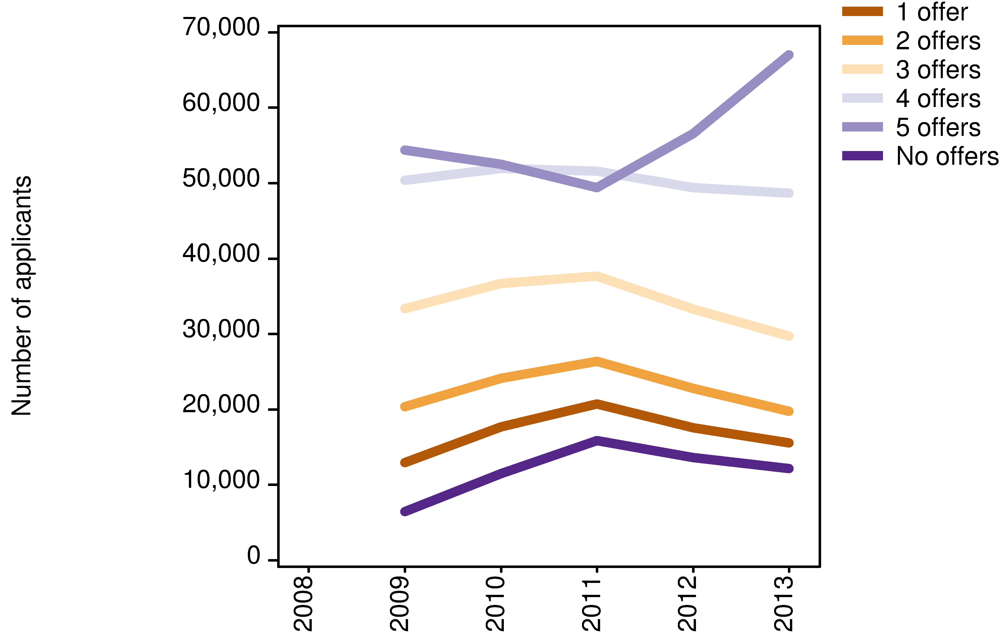 1 offer
2 offers
3 offers
4 offers
5 offers
No offers
Number of applicants
70,000
60,000
50,000
40,000
30,000
20,000
10,000
0
2008
2009
2010
2011
2012
2013